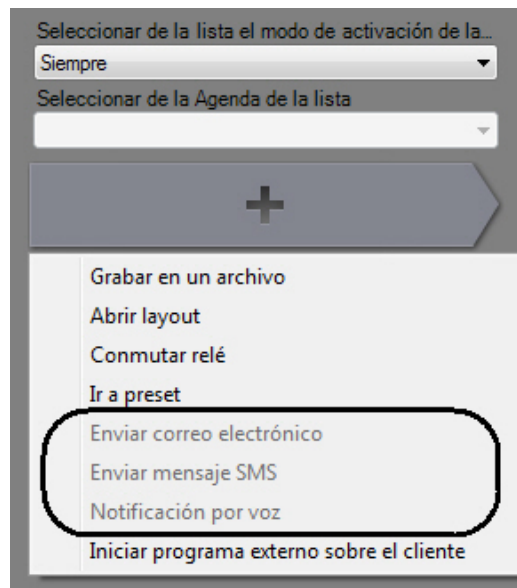 Seleccionar de la lista el modo de activación de la...
Siempre
Seleccionar de la Agenda de la lista
Grabar en un archivo
Abrir layout
Conmutar relé
Ir a preset
Enviar correo electrónico
Enviar mensaje SMS
Notificación por voz
Iniciar programa externo sobre el cliente